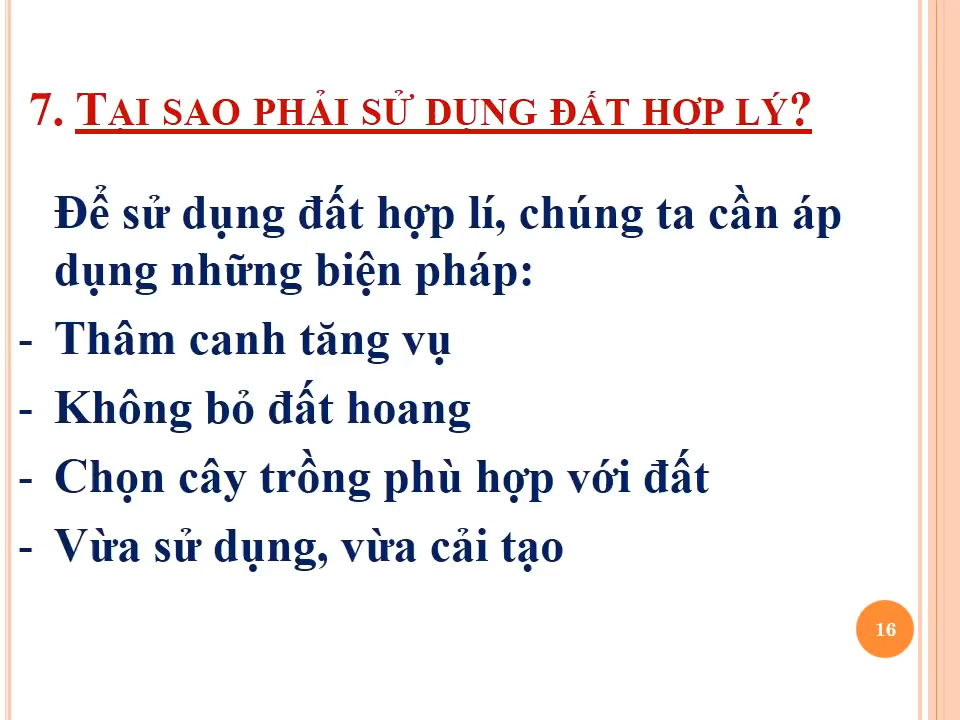 7. TẠI SAO PHẢI SỬ DỤNG ĐẤT HỢP LÝ?
Để sử dụng đất hợp lí, chúng ta cần áp
dụng những biện pháp:
- Thâm canh tăng vụ
- Không bỏ đất hoang
- Chọn cây trồng phù hợp với đất
- Vừa sử dụng, vừa cải tạo
16